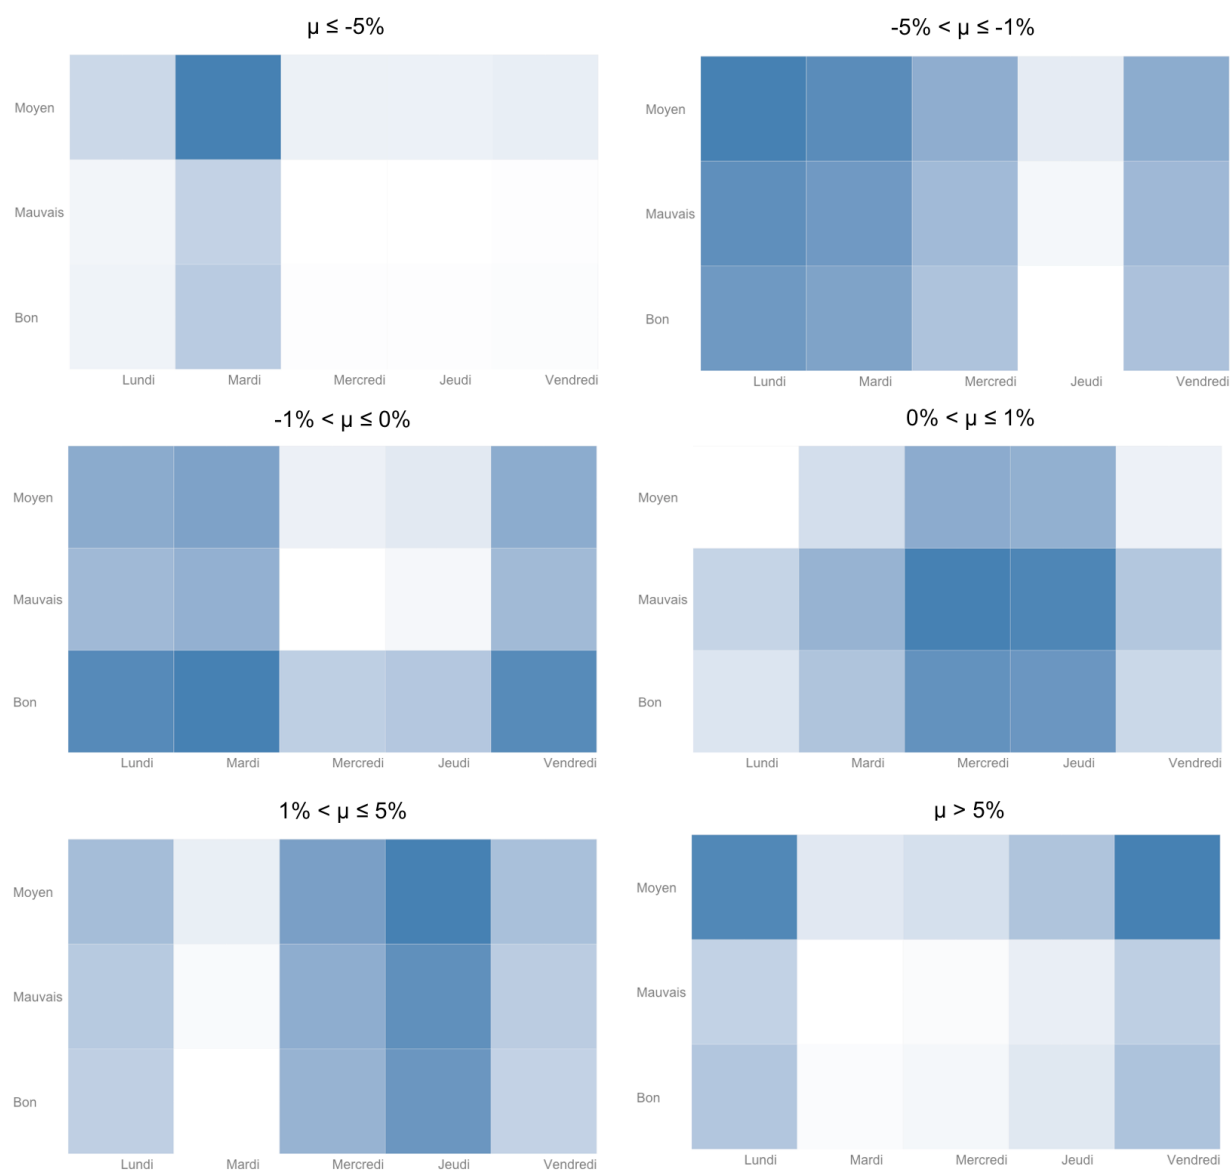 μ ≤ -5%
Moyen
Mauvais
Bon
Lundi Mardi Mercredi Jeudi Vendredi
-5% < μ ≤ -1%
Moyen
Mauvais
Bon
Lundi Mardi Mercredi Jeudi Vendredi
-1% < μ ≤ 0%
Moyen
Mauvais
Bon
Lundi Mardi Mercredi Jeudi Vendredi
0% < μ ≤ 1%
Moyen
Mauvais
Bon
Lundi Mardi Mercredi Jeudi Vendredi
1% < μ ≤ 5%
Moyen
Mauvais
Bon
Lundi Mardi Mercredi Jeudi Vendredi
μ > 5%
Moyen
Mauvais
Bon
Lundi Mardi Mercredi Jeudi Vendredi